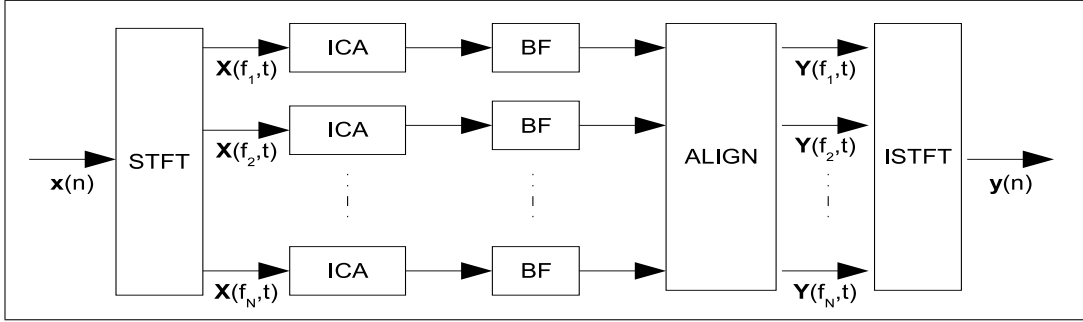 ICA
BF
X(f1,t)
Y(f1,t)
ICA
BF
X(f2,t)
Y(f2,t)
STFT
ALIGN
ISTFT
x(n)
y(n)
ICA
BF
X(fN,t)
Y(fN,t)